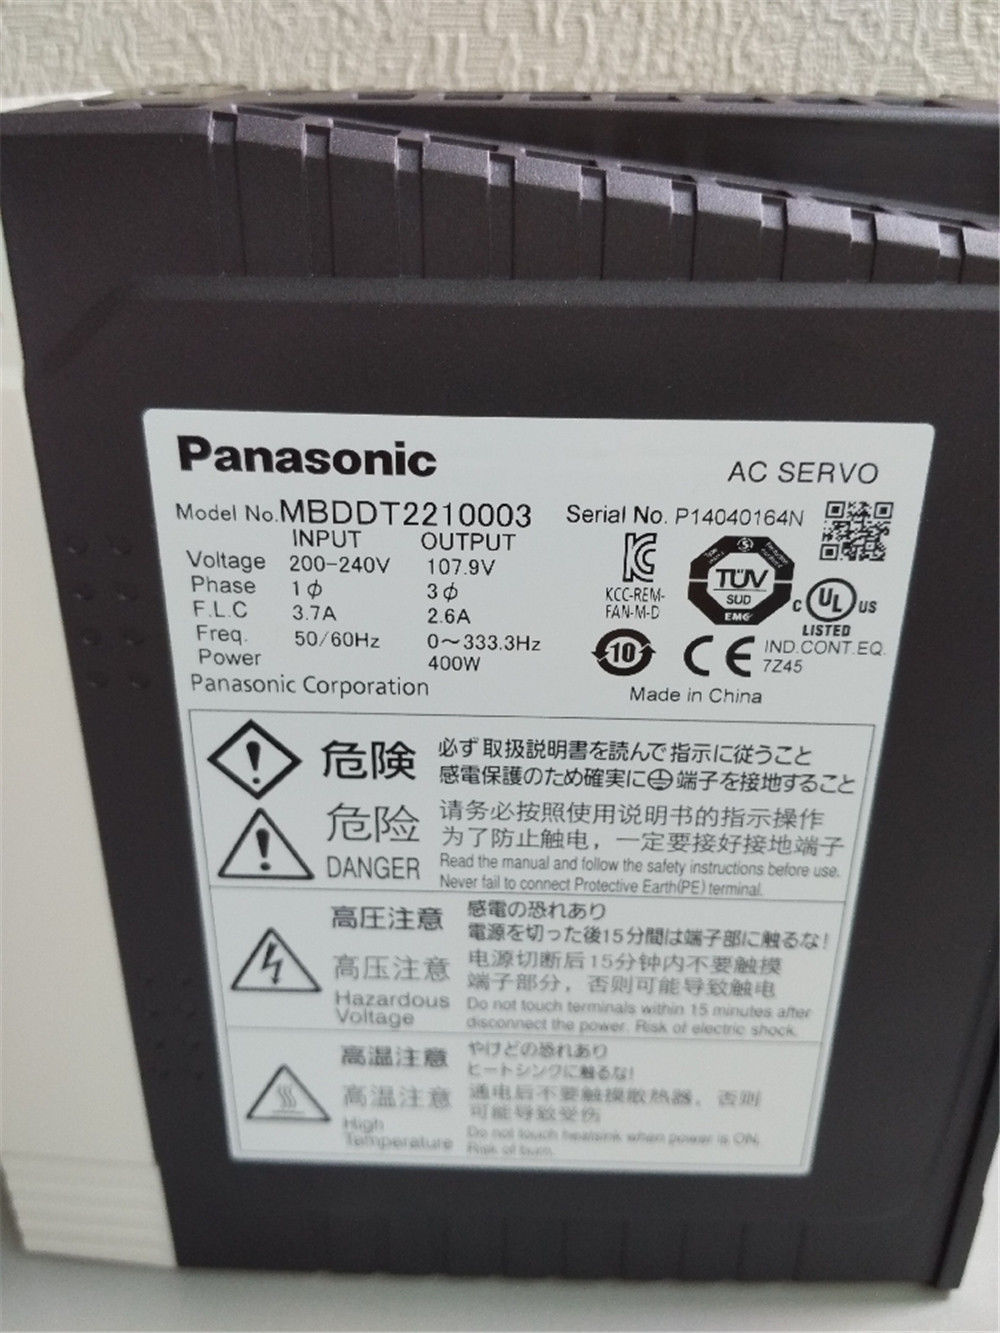 Panasonic
AC SERVO
Model No.MBDDT2210003
Serial No. P14040164N
INPUT OUTPUT
Voltage 200-240V 107.9V
Phase 1ϕ 3ϕ
F.L.C 3.7A 2.6A
Freq. 50/60Hz 0~333.3Hz
Power 400W
Panasonic Corporation
KCC-REM-
FAN-M-D
TÜV
SUD
EMC
C UL US
LISTED
10
CE
IND.CONT.EQ.
7Z45
Made in China
危険
必ず取扱説明書を読んで指示に従うこと
感電保護のため確実に⏚端子を接地すること
危险
请务必按照使用说明书的指示操作
为了防止触电，一定要接好接地端子
DANGER
Read the manual and follow the safety instructions before use.
Never fail to connect Protective Earth(PE) terminal.
高圧注意
感電の恐れあり
電源を切った後15分間は端子部に触るな!
高压注意
电源切断后15分钟内不要触摸
端子部分，否则可能导致触电
Hazardous
Voltage
Do not touch terminals within 15 minutes after
disconnect the power. Risk of electric shock.
高温注意
やけどの恐れあり
ヒートシンクに触るな!
高温注意
通电后不要触摸散热器，否则
可能导致受伤
High
Temperature
Do not touch heatsink when power is ON.
Risk of burn.